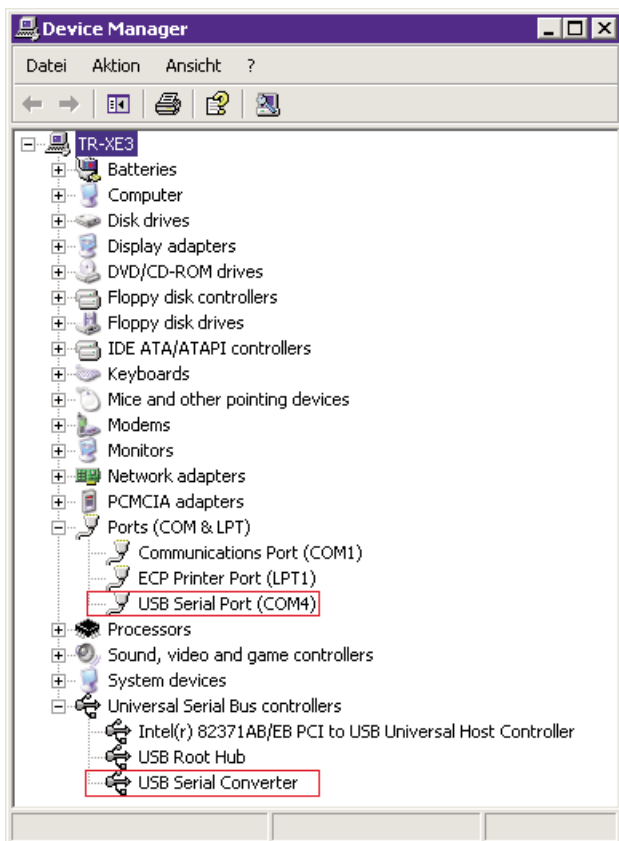 Device Manager
Datei Aktion Ansicht ?
TR-XE3
Batteries
Computer
Disk drives
Display adapters
DVD/CD-ROM drives
Floppy disk controllers
Floppy disk drives
IDE ATA/ATAPI controllers
Keyboards
Mice and other pointing devices
Modems
Monitors
Network adapters
PCMCIA adapters
Ports (COM & LPT)
Communications Port (COM1)
ECP Printer Port (LPT1)
USB Serial Port (COM4)
Processors
Sound, video and game controllers
System devices
Universal Serial Bus controllers
Intel(r) 82371AB/EB PCI to USB Universal Host Controller
USB Root Hub
USB Serial Converter